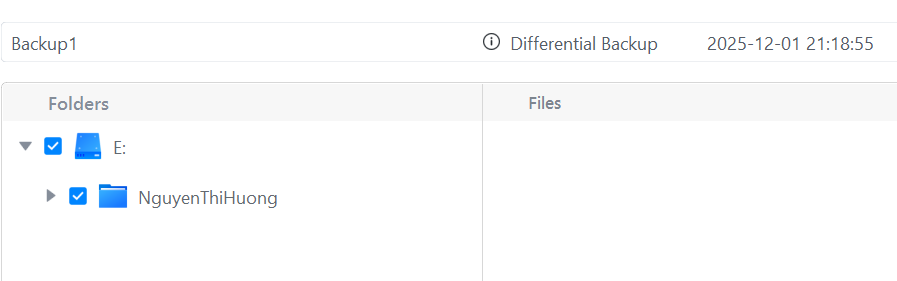 Backup1 Differential Backup 2025-12-01 21:18:55
Folders Files
E:
NguyenThiHuong